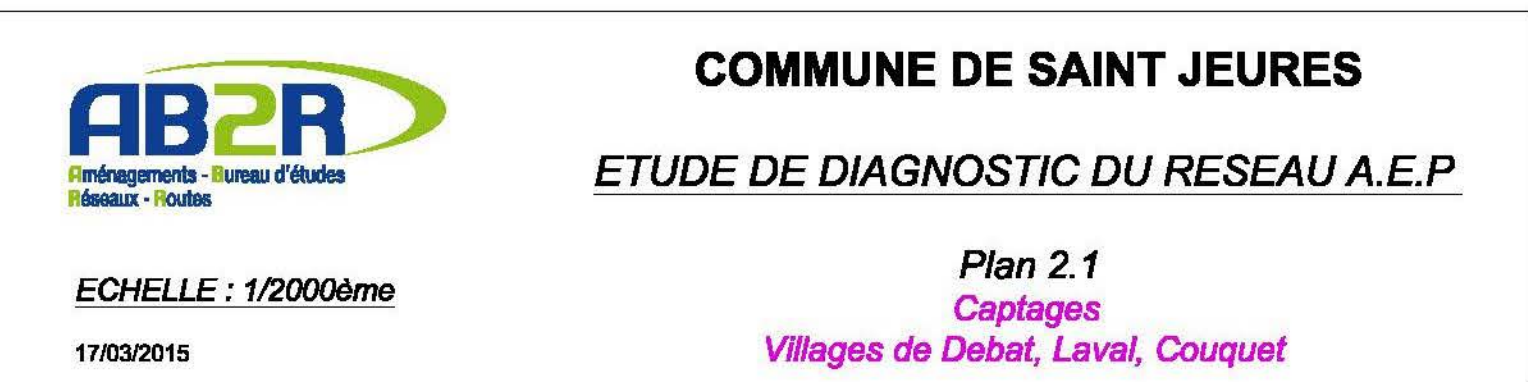 AB2R
Aménagements - Bureau d'études
Réseaux - Routes
ECHELLE : 1/2000ème
17/03/2015
COMMUNE DE SAINT JEURES
ETUDE DE DIAGNOSTIC DU RESEAU A.E.P
Plan 2.1
Captages
Villages de Debat, Laval, Couquet